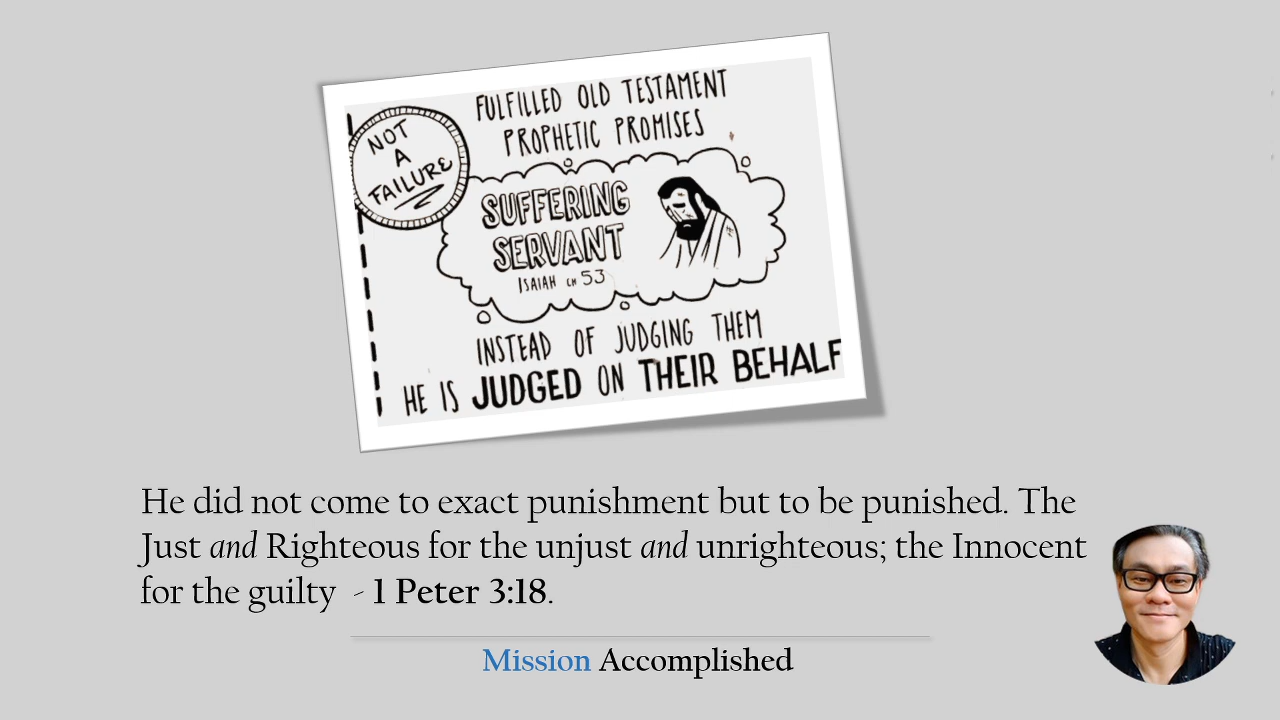 FULFILLED OLD TESTAMENT
PROPHETIC PROMISES
NOT
A
FAILURE
SUFFERING
SERVANT
ISAIAH CH 53
INSTEAD OF JUDGING THEM
HE IS JUDGED ON THEIR BEHALF
He did not come to exact punishment but to be punished. The
Just and Righteous for the unjust and unrighteous; the Innocent
for the guilty - 1 Peter 3:18.
Mission Accomplished